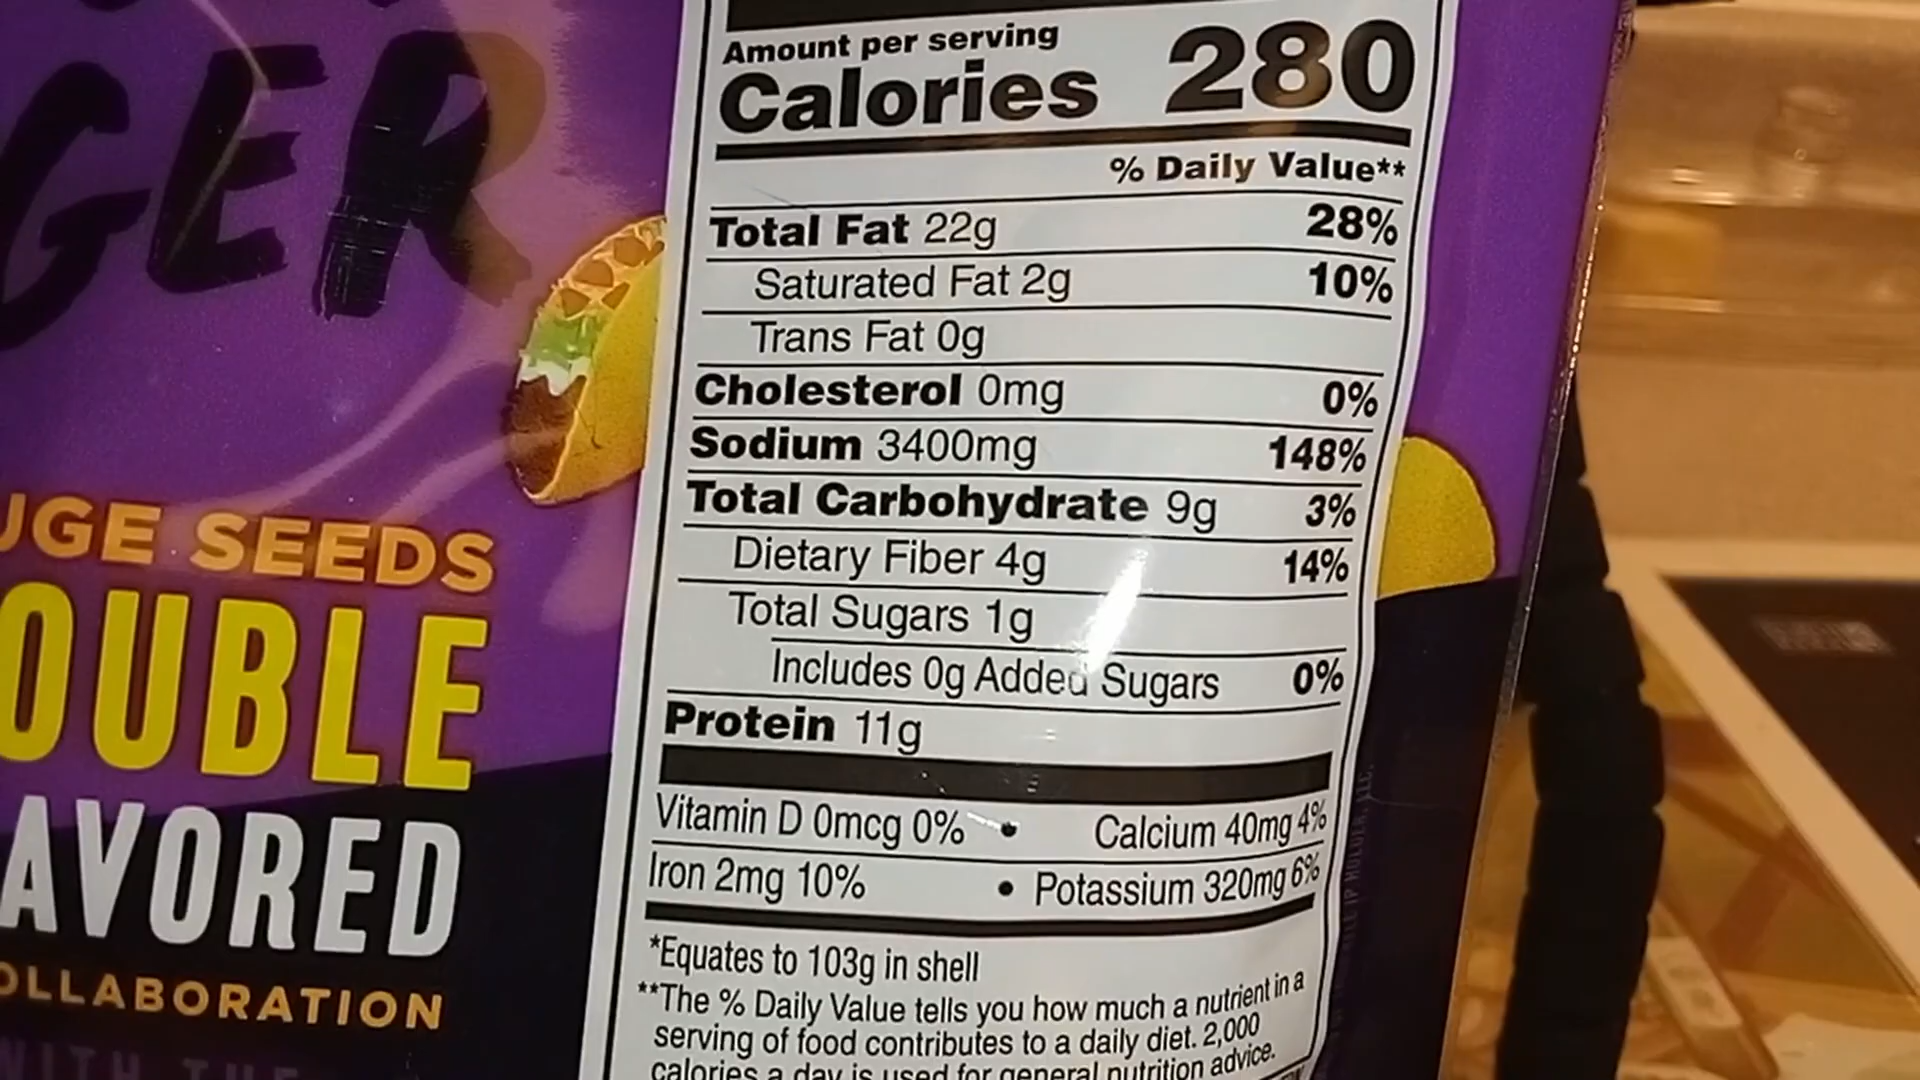 GER
UGE SEEDS
OUBLE
AVORED
OLLABORATION
WITH THE
Amount per serving
Calories 280
% Daily Value**
Total Fat 22g 28%
Saturated Fat 2g 10%
Trans Fat 0g
Cholesterol 0mg 0%
Sodium 3400mg 148%
Total Carbohydrate 9g 3%
Dietary Fiber 4g 14%
Total Sugars 1g
Includes 0g Added Sugars 0%
Protein 11g
Vitamin D 0mcg 0% • Calcium 40mg 4%
Iron 2mg 10% • Potassium 320mg 6%
*Equates to 103g in shell
**The % Daily Value tells you how much a nutrient in a
serving of food contributes to a daily diet. 2,000
calories a day is used for general nutrition advice.
IP HOLDER, LLC.